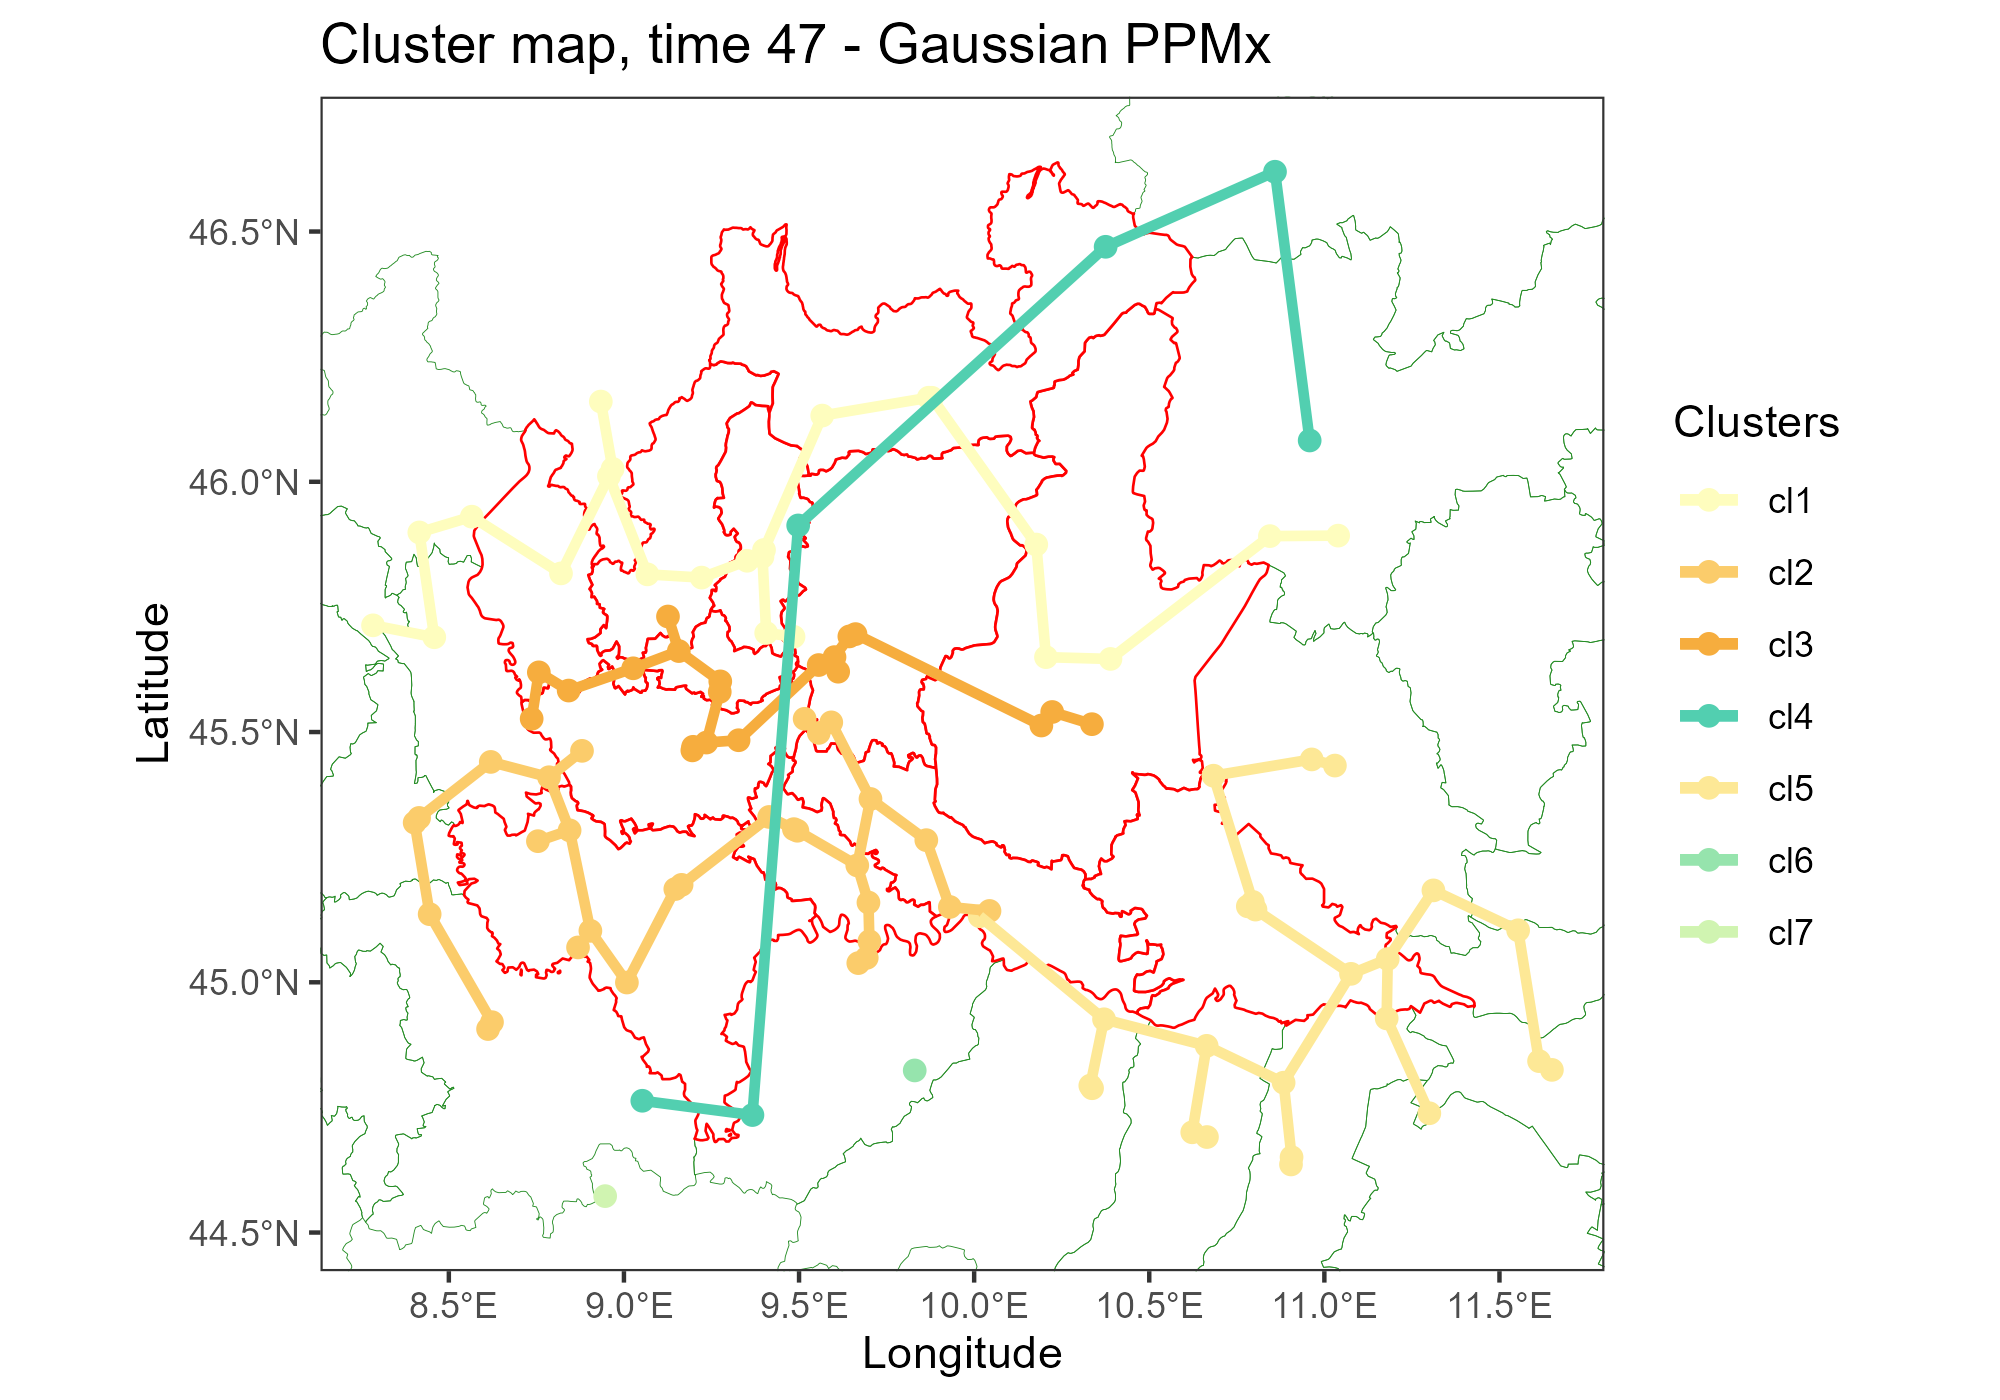 Cluster map, time 47 - Gaussian PPMx
46.5°N
46.0°N
45.5°N
45.0°N
44.5°N
Latitude
8.5°E
9.0°E
9.5°E
10.0°E
10.5°E
11.0°E
11.5°E
Longitude
Clusters
cl1
cl2
cl3
cl4
cl5
cl6
cl7